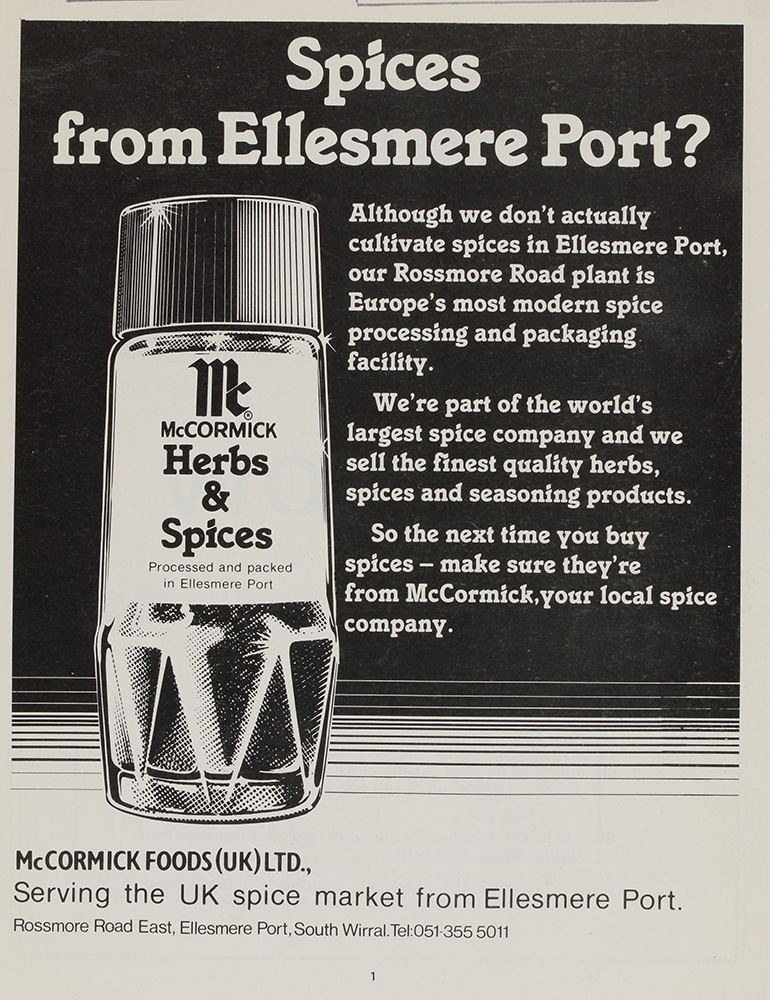 Spices
from Ellesmere Port?
Although we don't actually
cultivate spices in Ellesmere Port,
our Rossmore Road plant is
Europe's most modern spice
processing and packaging
facility.
We're part of the world's
largest spice company and we
sell the finest quality herbs,
spices and seasoning products.
So the next time you buy
spices – make sure they're
from McCormick,your local spice
company.
Mc®
McCORMICK
Herbs
&
Spices
Processed and packed
in Ellesmere Port
McCORMICK FOODS (UK) LTD.,
Serving the UK spice market from Ellesmere Port.
Rossmore Road East, Ellesmere Port, South Wirral.Tel:051-355 5011
1